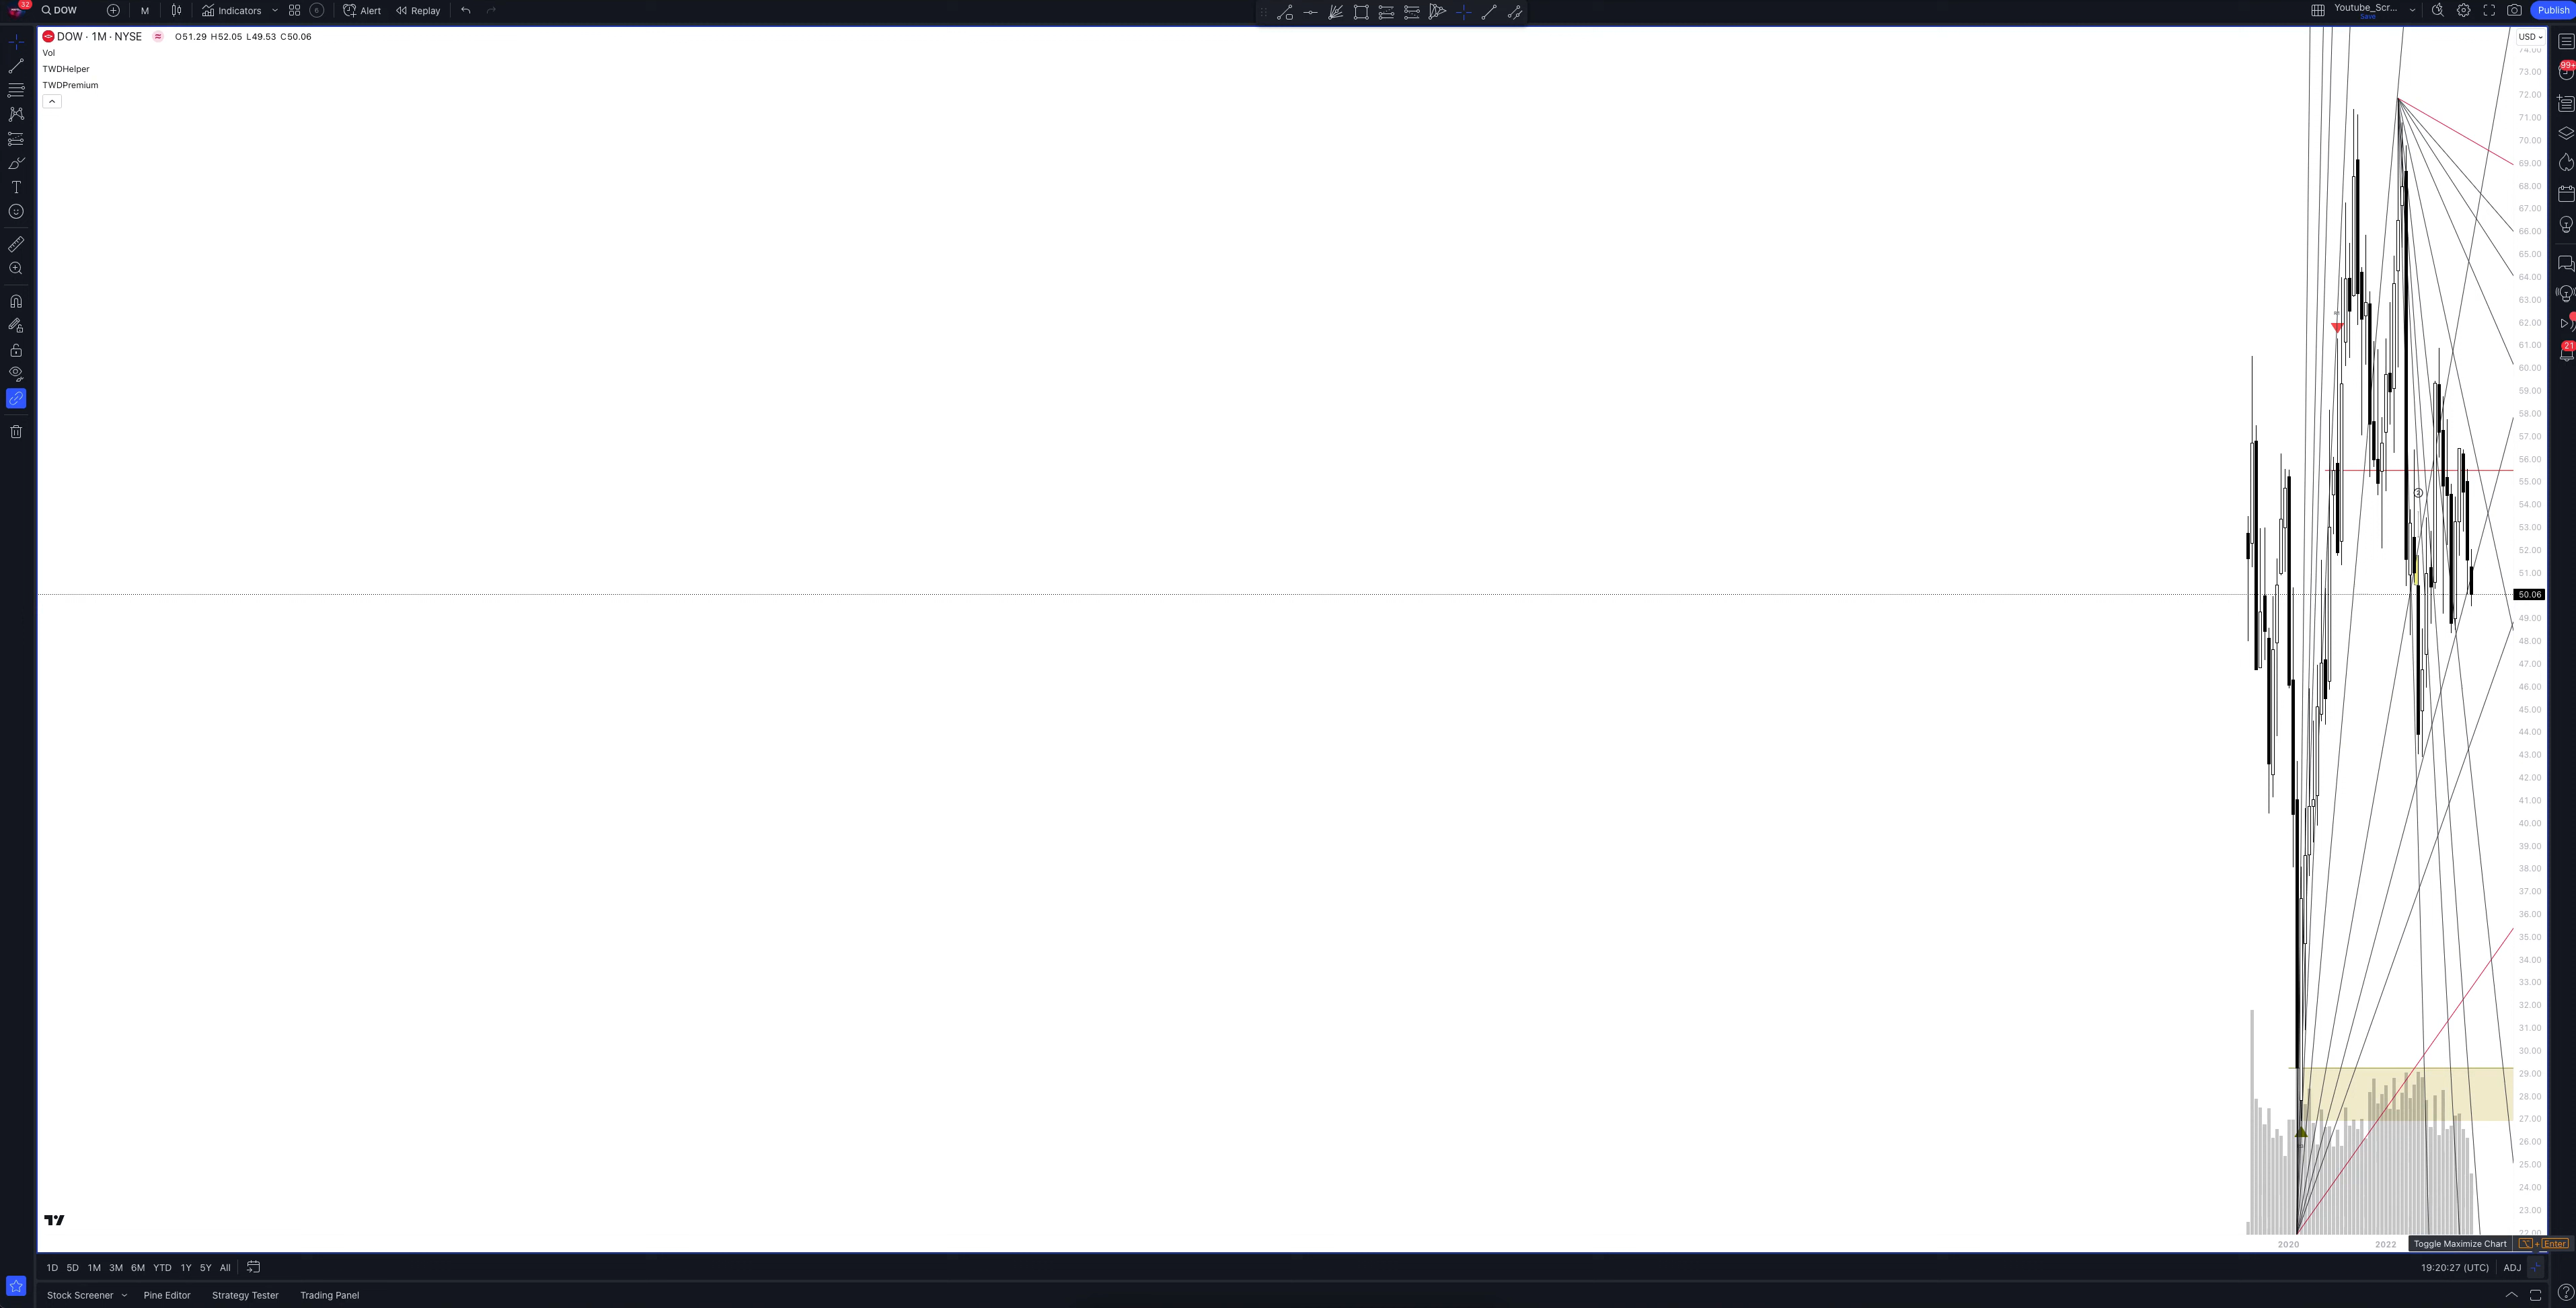 32
DOW
M
Indicators
Alert
Replay
Youtube_Scr...
Save
Publish
DOW · 1M · NYSE
O51.29 H52.05 L49.53 C50.06
Vol
TWDHelper
TWDPremium
USD
74.00
73.00
72.00
71.00
70.00
69.00
68.00
67.00
66.00
65.00
64.00
63.00
62.00
61.00
60.00
59.00
58.00
57.00
56.00
55.00
54.00
53.00
52.00
51.00
50.06
49.00
48.00
47.00
46.00
45.00
44.00
43.00
42.00
41.00
40.00
39.00
38.00
37.00
36.00
35.00
34.00
33.00
32.00
31.00
30.00
29.00
28.00
27.00
26.00
25.00
24.00
23.00
22.00
99+
21
2020
2022
Toggle Maximize Chart
+ Enter
1D 5D 1M 3M 6M YTD 1Y 5Y All
19:20:27 (UTC)
ADJ
Stock Screener
Pine Editor
Strategy Tester
Trading Panel